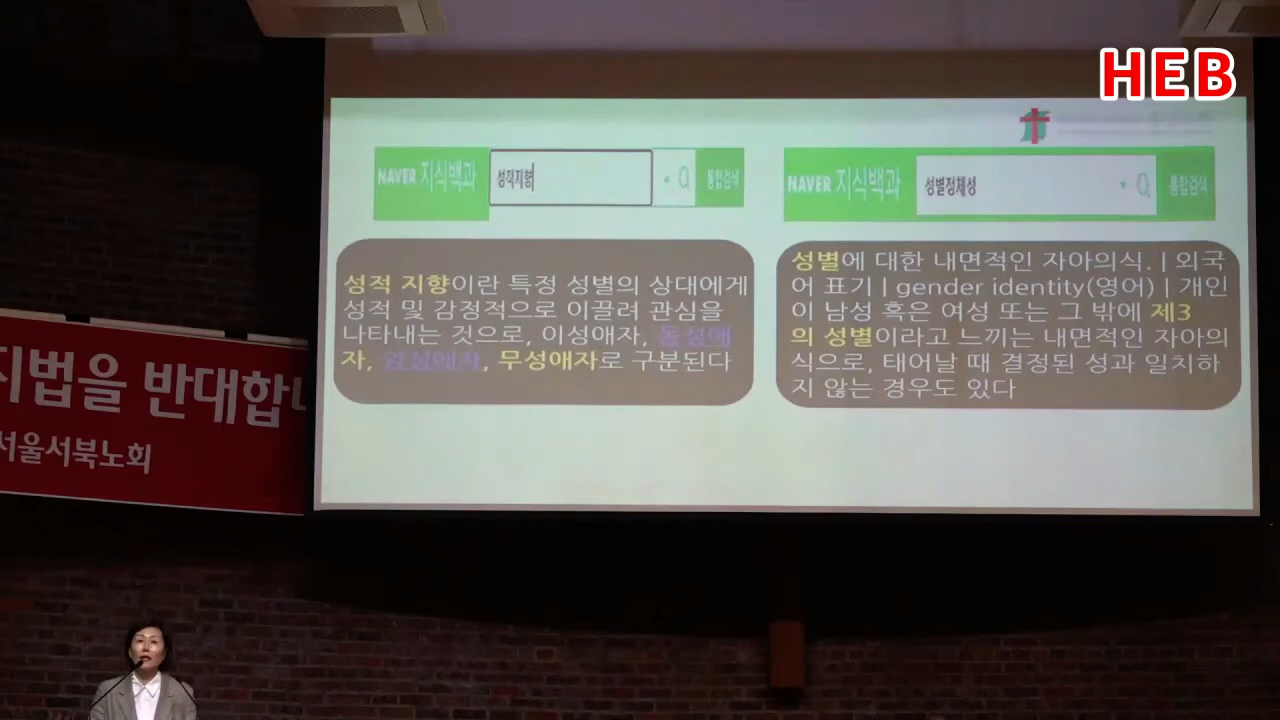 HEB
NAVER 지식백과 성적지향 통합검색
NAVER 지식백과 성별정체성 통합검색
성적 지향이란 특정 성별의 상대에게
성적 및 감정적으로 이끌려 관심을
나타내는 것으로, 이성애자, 동성애
자, 양성애자, 무성애자로 구분된다
성별에 대한 내면적인 자아의식. | 외국
어 표기 | gender identity(영어) | 개인
이 남성 혹은 여성 또는 그 밖에 제3
의 성별이라고 느끼는 내면적인 자아의
식으로, 태어날 때 결정된 성과 일치하
지 않는 경우도 있다
지법을 반대합니
서울서북노회